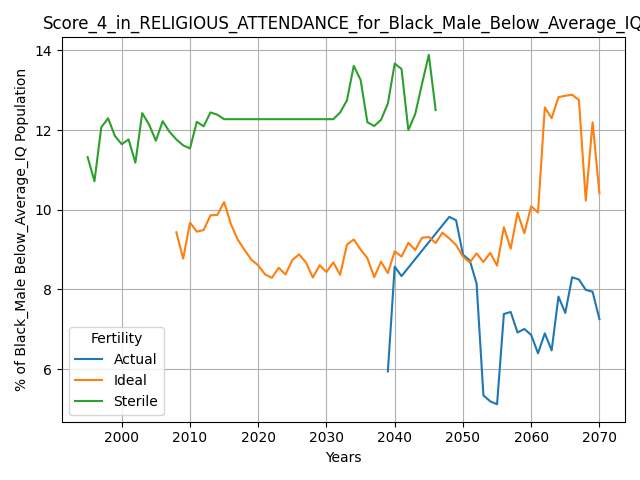 Score_4_in_RELIGIOUS_ATTENDANCE_for_Black_Male_Below_Average_IQ
% of Black_Male Below_Average_IQ Population
14
12
10
8
6
Fertility
Actual
Ideal
Sterile
2000 2010 2020 2030 2040 2050 2060 2070
Years